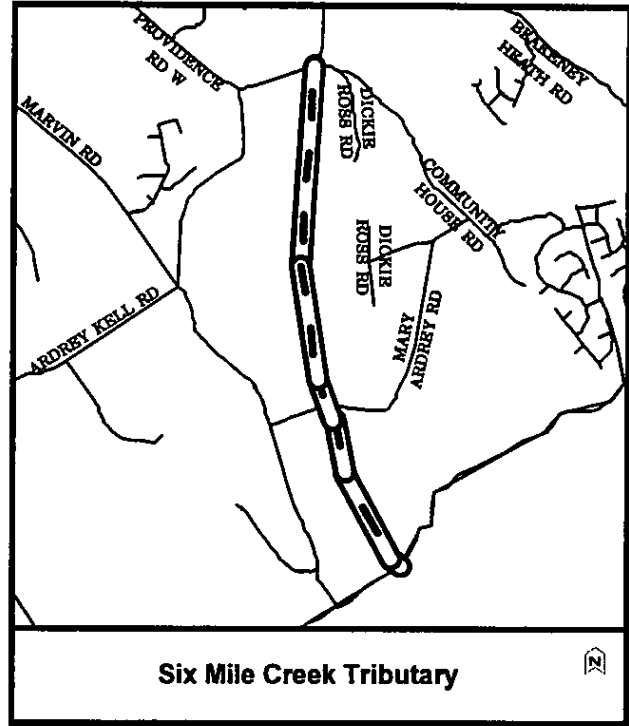 PROVIDENCE
RD W
BLAKENEY
HEATH RD
MARVIN RD
DICKIE
ROSS RD
COMMUNITY
HOUSE RD
DICKIE
ROSS RD
MARY
ARDREY RD
ARDREY KELL RD
Six Mile Creek Tributary
N